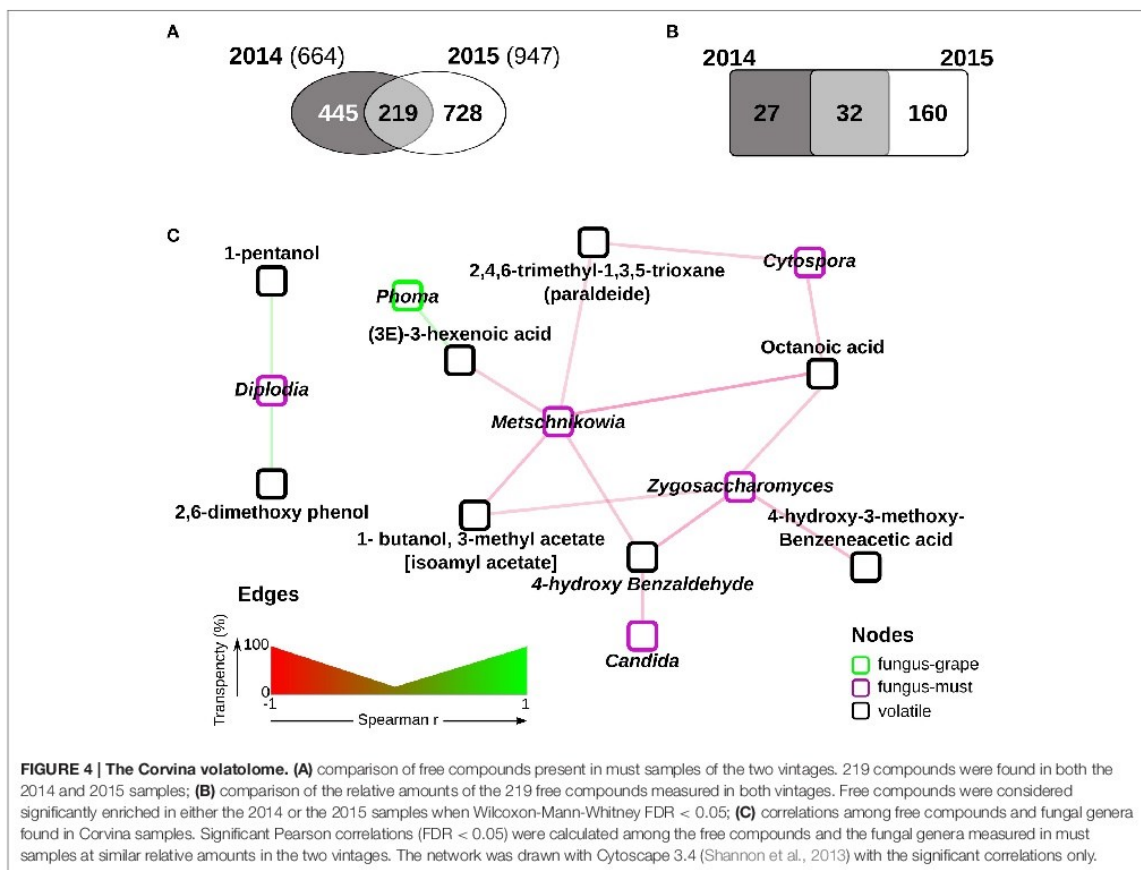 A
B
2014 (664)
2015 (947)
2014
2015
445
219
728
27
32
160
C
1-pentanol
2,4,6-trimethyl-1,3,5-trioxane
(paraldeide)
Cytospora
Phoma
(3E)-3-hexenoic acid
Octanoic acid
Diplodia
Metschnikowia
2,6-dimethoxy phenol
Zygosaccharomyces
4-hydroxy-3-methoxy-
Benzeneacetic acid
1- butanol, 3-methyl acetate
[isoamyl acetate]
4-hydroxy Benzaldehyde
Candida
Edges
Transpencty (%)
100
0
-1
1
Spearman r
Nodes
fungus-grape
fungus-must
volatile
FIGURE 4 | The Corvina volatolome. (A) comparison of free compounds present in must samples of the two vintages. 219 compounds were found in both the
2014 and 2015 samples; (B) comparison of the relative amounts of the 219 free compounds measured in both vintages. Free compounds were considered
significantly enriched in either the 2014 or the 2015 samples when Wilcoxon-Mann-Whitney FDR < 0.05; (C) correlations among free compounds and fungal genera
found in Corvina samples. Significant Pearson correlations (FDR < 0.05) were calculated among the free compounds and the fungal genera measured in must
samples at similar relative amounts in the two vintages. The network was drawn with Cytoscape 3.4 (Shannon et al., 2013) with the significant correlations only.